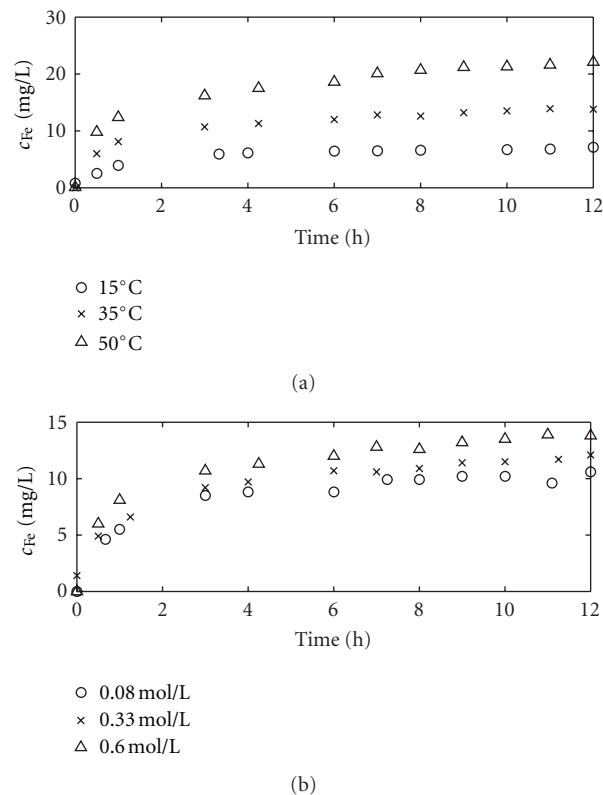 30
20
10
0
0 2 4 6 8 10 12
c_Fe (mg/L)
Time (h)
15°C
35°C
50°C
(a)
15
10
5
0
0 2 4 6 8 10 12
c_Fe (mg/L)
Time (h)
0.08 mol/L
0.33 mol/L
0.6 mol/L
(b)